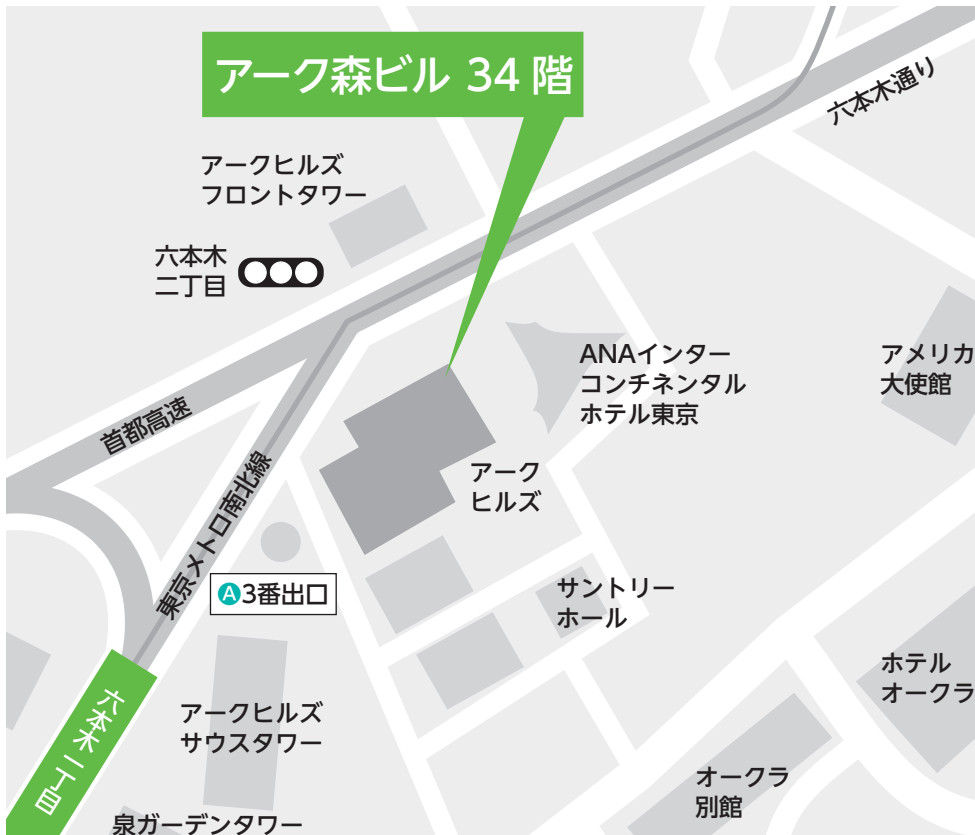 アーク森ビル 34 階
六本木通り
アークヒルズ
フロントタワー
六本木
二丁目
ANAインター
コンチネンタル
ホテル東京
アメリカ
大使館
首都高速
アーク
ヒルズ
東京メトロ南北線
A3番出口
サントリー
ホール
ホテル
オークラ
六本木一丁目
アークヒルズ
サウスタワー
オークラ
別館
泉ガーデンタワー